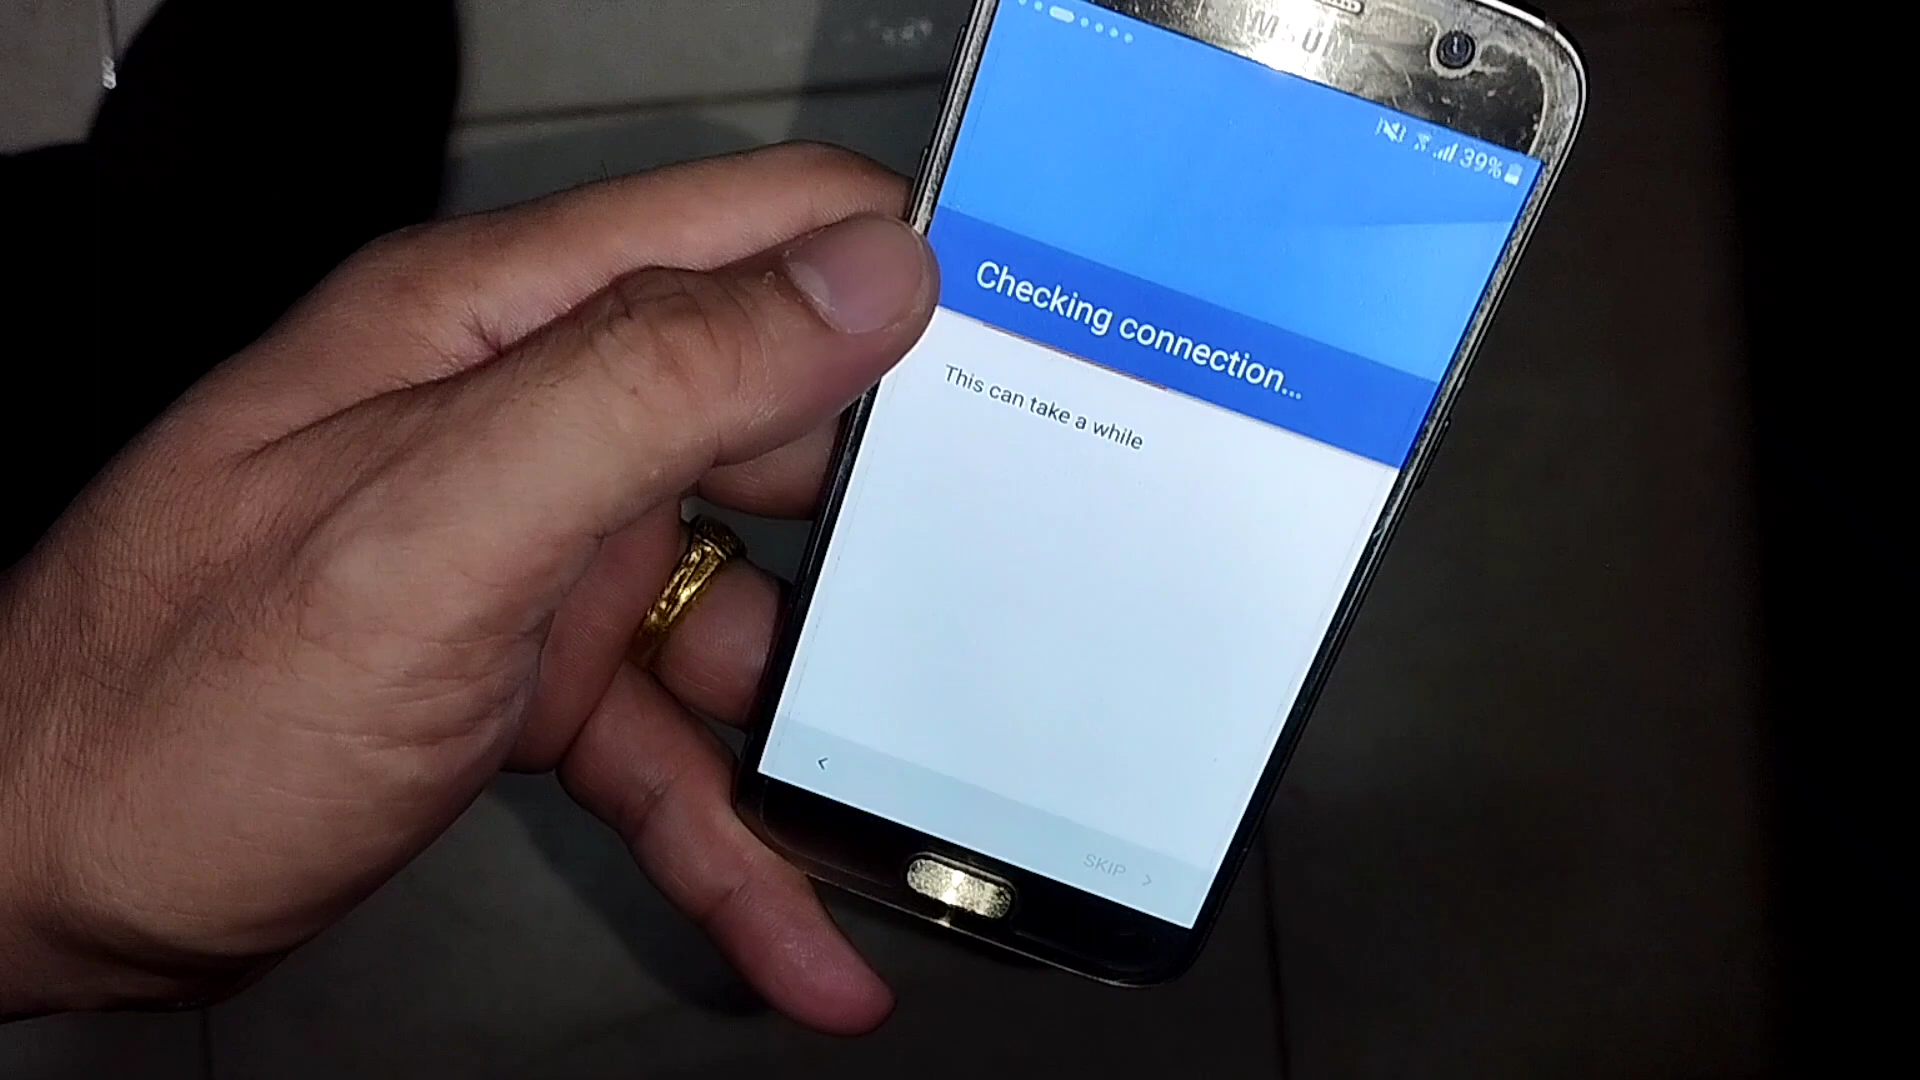 39%
Checking connection...
This can take a while
<
SKIP >